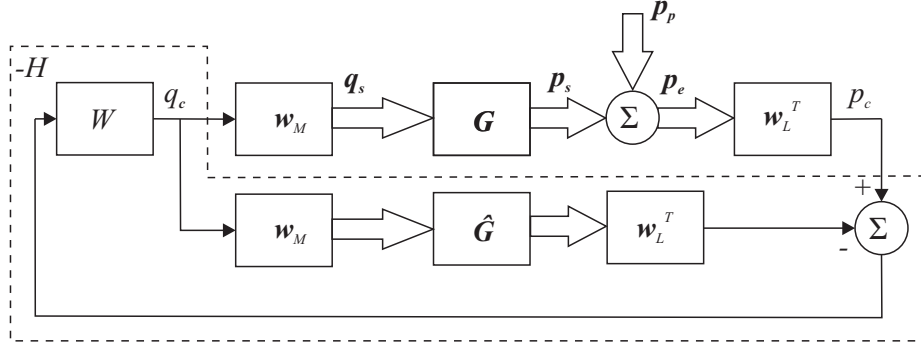 p_p
-H
W
q_c
w_M
q_s
G
p_s
Σ
p_e
w_L^T
p_c
+
w_M
Ĝ
w_L^T
-
Σ